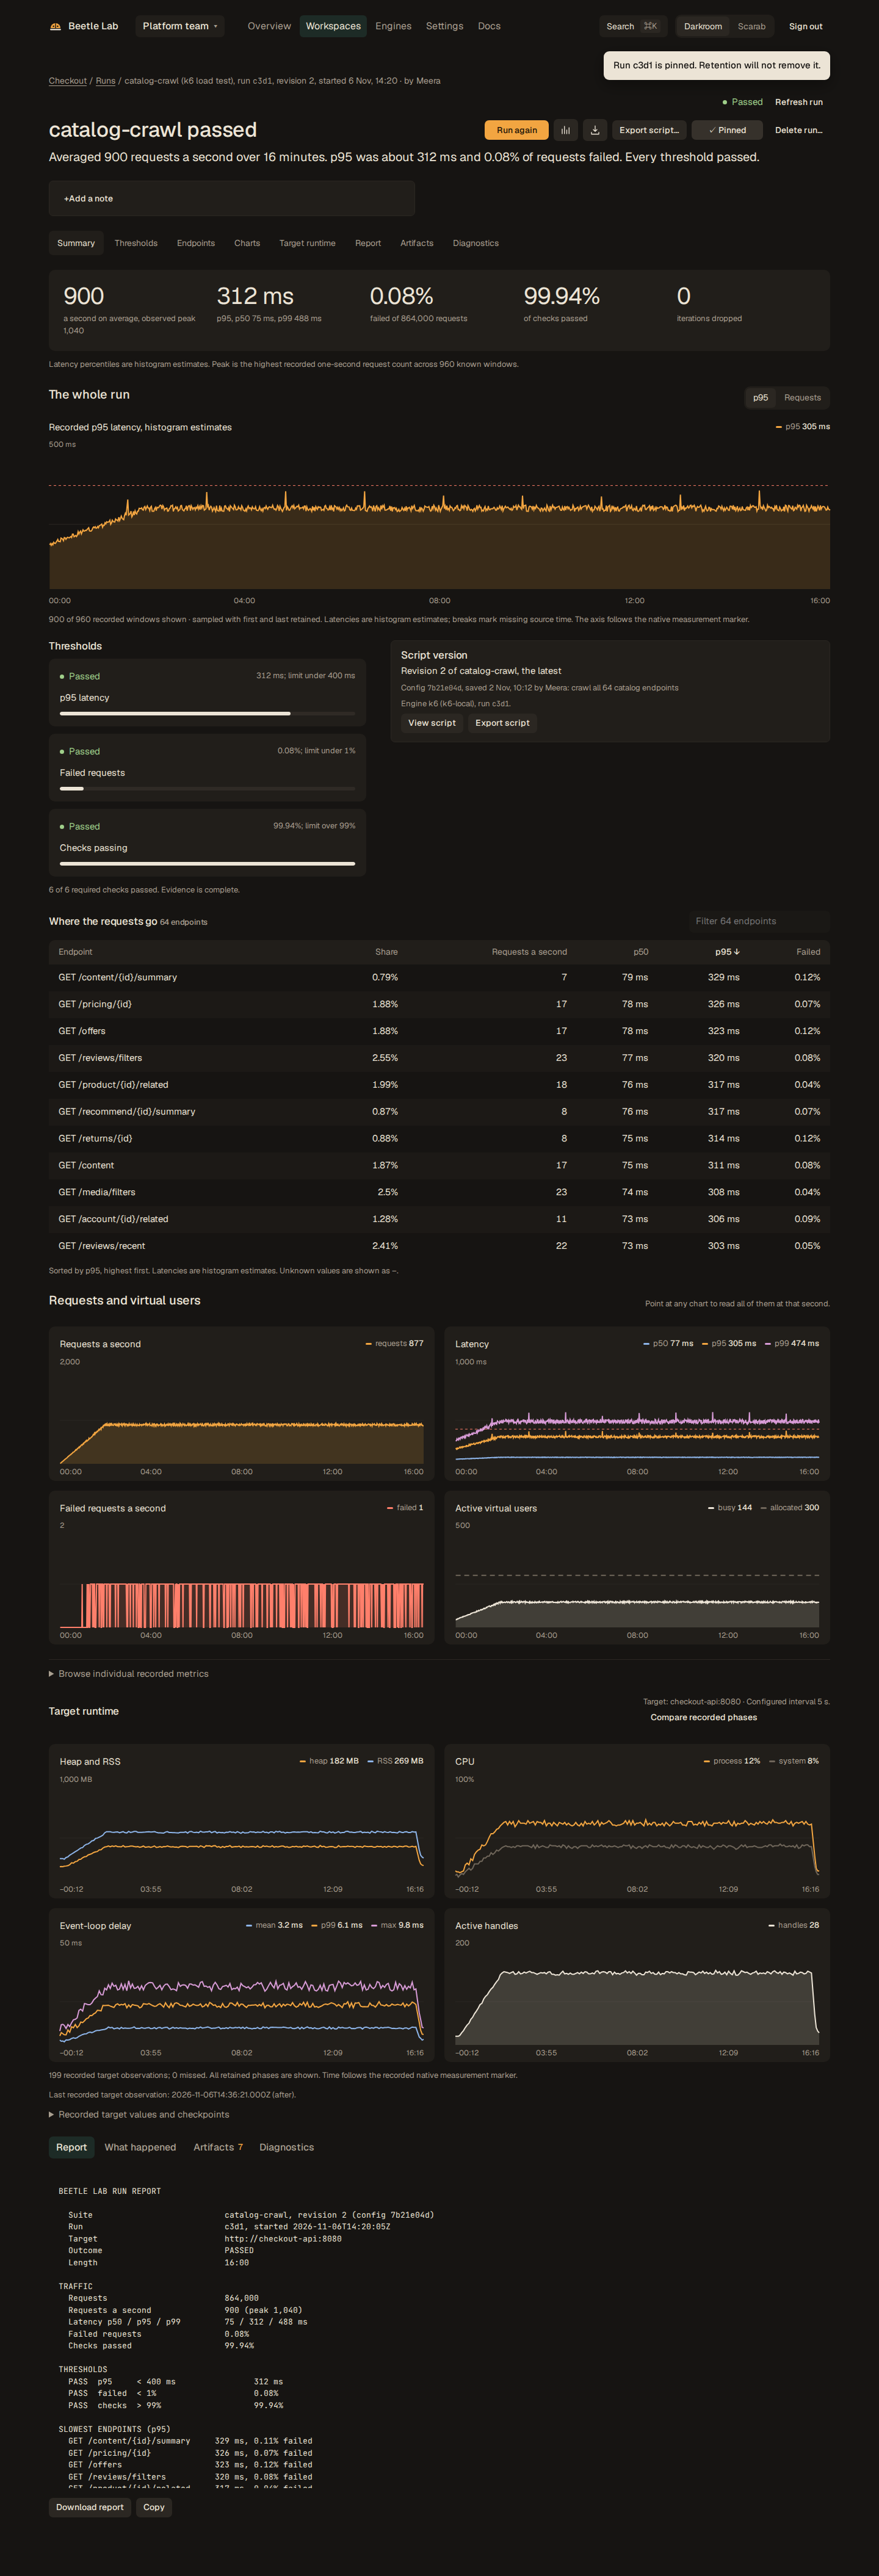 Beetle Lab
Platform team
Overview
Workspaces
Engines
Settings
Docs
Search ⌘K
Darkroom
Scarab
Sign out
Run c3d1 is pinned. Retention will not remove it.
Checkout / Runs / catalog-crawl (k6 load test), run c3d1, revision 2, started 6 Nov, 14:20 · by Meera
Passed
Refresh run
catalog-crawl passed
Run again
Export script…
✓ Pinned
Delete run…
Averaged 900 requests a second over 16 minutes. p95 was about 312 ms and 0.08% of requests failed. Every threshold passed.
+Add a note
Summary
Thresholds
Endpoints
Charts
Target runtime
Report
Artifacts
Diagnostics
900
a second on average, observed peak
1,040
312 ms
p95, p50 75 ms, p99 488 ms
0.08%
failed of 864,000 requests
99.94%
of checks passed
0
iterations dropped
Latency percentiles are histogram estimates. Peak is the highest recorded one-second request count across 960 known windows.
The whole run
p95
Requests
Recorded p95 latency, histogram estimates
p95 305 ms
500 ms
00:00 04:00 08:00 12:00 16:00
900 of 960 recorded windows shown · sampled with first and last retained. Latencies are histogram estimates; breaks mark missing source time. The axis follows the native measurement marker.
Thresholds
Passed
312 ms; limit under 400 ms
p95 latency
Passed
0.08%; limit under 1%
Failed requests
Passed
99.94%; limit over 99%
Checks passing
6 of 6 required checks passed. Evidence is complete.
Script version
Revision 2 of catalog-crawl, the latest
Config 7b21e04d, saved 2 Nov, 10:12 by Meera: crawl all 64 catalog endpoints
Engine k6 (k6-local), run c3d1.
View script
Export script
Where the requests go 64 endpoints
Filter 64 endpoints
Endpoint Share Requests a second p50 p95 ↓ Failed
GET /content/{id}/summary 0.79% 7 79 ms 329 ms 0.12%
GET /pricing/{id} 1.88% 17 78 ms 326 ms 0.07%
GET /offers 1.88% 17 78 ms 323 ms 0.12%
GET /reviews/filters 2.55% 23 77 ms 320 ms 0.08%
GET /product/{id}/related 1.99% 18 76 ms 317 ms 0.04%
GET /recommend/{id}/summary 0.87% 8 76 ms 317 ms 0.07%
GET /returns/{id} 0.88% 8 75 ms 314 ms 0.12%
GET /content 1.87% 17 75 ms 311 ms 0.08%
GET /media/filters 2.5% 23 74 ms 308 ms 0.04%
GET /account/{id}/related 1.28% 11 73 ms 306 ms 0.09%
GET /reviews/recent 2.41% 22 73 ms 303 ms 0.05%
Sorted by p95, highest first. Latencies are histogram estimates. Unknown values are shown as –.
Requests and virtual users
Point at any chart to read all of them at that second.
Requests a second
requests 877
2,000
00:00 04:00 08:00 12:00 16:00
Latency
p50 77 ms p95 305 ms p99 474 ms
1,000 ms
00:00 04:00 08:00 12:00 16:00
Failed requests a second
failed 1
2
00:00 04:00 08:00 12:00 16:00
Active virtual users
busy 144 allocated 300
500
00:00 04:00 08:00 12:00 16:00
Browse individual recorded metrics
Target runtime
Target: checkout-api:8080 · Configured interval 5 s.
Compare recorded phases
Heap and RSS
heap 182 MB RSS 269 MB
1,000 MB
−00:12 03:55 08:02 12:09 16:16
CPU
process 12% system 8%
100%
−00:12 03:55 08:02 12:09 16:16
Event-loop delay
mean 3.2 ms p99 6.1 ms max 9.8 ms
50 ms
−00:12 03:55 08:02 12:09 16:16
Active handles
handles 28
200
−00:12 03:55 08:02 12:09 16:16
199 recorded target observations; 0 missed. All retained phases are shown. Time follows the recorded native measurement marker.
Last recorded target observation: 2026-11-06T14:36:21.000Z (after).
Recorded target values and checkpoints
Report
What happened
Artifacts 7
Diagnostics
BEETLE LAB RUN REPORT
Suite catalog-crawl, revision 2 (config 7b21e04d)
Run c3d1, started 2026-11-06T14:20:05Z
Target http://checkout-api:8080
Outcome PASSED
Length 16:00
TRAFFIC
Requests 864,000
Requests a second 900 (peak 1,040)
Latency p50 / p95 / p99 75 / 312 / 488 ms
Failed requests 0.08%
Checks passed 99.94%
THRESHOLDS
PASS p95 < 400 ms 312 ms
PASS failed < 1% 0.08%
PASS checks > 99% 99.94%
SLOWEST ENDPOINTS (p95)
GET /content/{id}/summary 329 ms, 0.11% failed
GET /pricing/{id} 326 ms, 0.07% failed
GET /offers 323 ms, 0.12% failed
GET /reviews/filters 320 ms, 0.08% failed
Download report
Copy